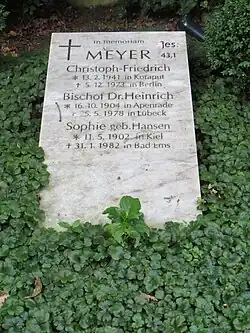 In memoriam
MEYER
Jes.
43.1
Christoph-Friedrich
* 13.2.1941 in Koraput
† 5.12.1973 in Berlin
Bischof Dr. Heinrich
* 16.10.1904 in Apenrade
† 25.5.1978 in Lübeck
Sophie geb. Hansen
* 11.5.1902 in Kiel
† 31.1.1982 in Bad Ems